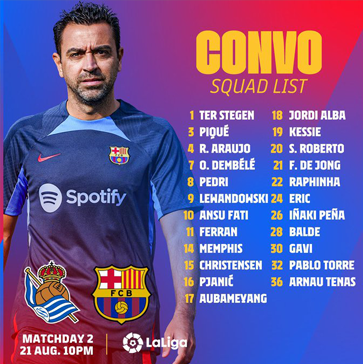 CONVO
SQUAD LIST
1 TER STEGEN
3 PIQUÉ
4 R. ARAUJO
7 O. DEMBÉLÉ
8 PEDRI
9 LEWANDOWSKI
10 ANSU FATI
11 FERRAN
14 MEMPHIS
15 CHRISTENSEN
16 PJANIĆ
17 AUBAMEYANG
18 JORDI ALBA
19 KESSIE
20 S. ROBERTO
21 F. DE JONG
22 RAPHINHA
24 ERIC
26 IÑAKI PEÑA
28 BALDE
30 GAVI
32 PABLO TORRE
36 ARNAU TENAS
Spotify
FCB
MATCHDAY 2
21 AUG. 10PM
LaLiga